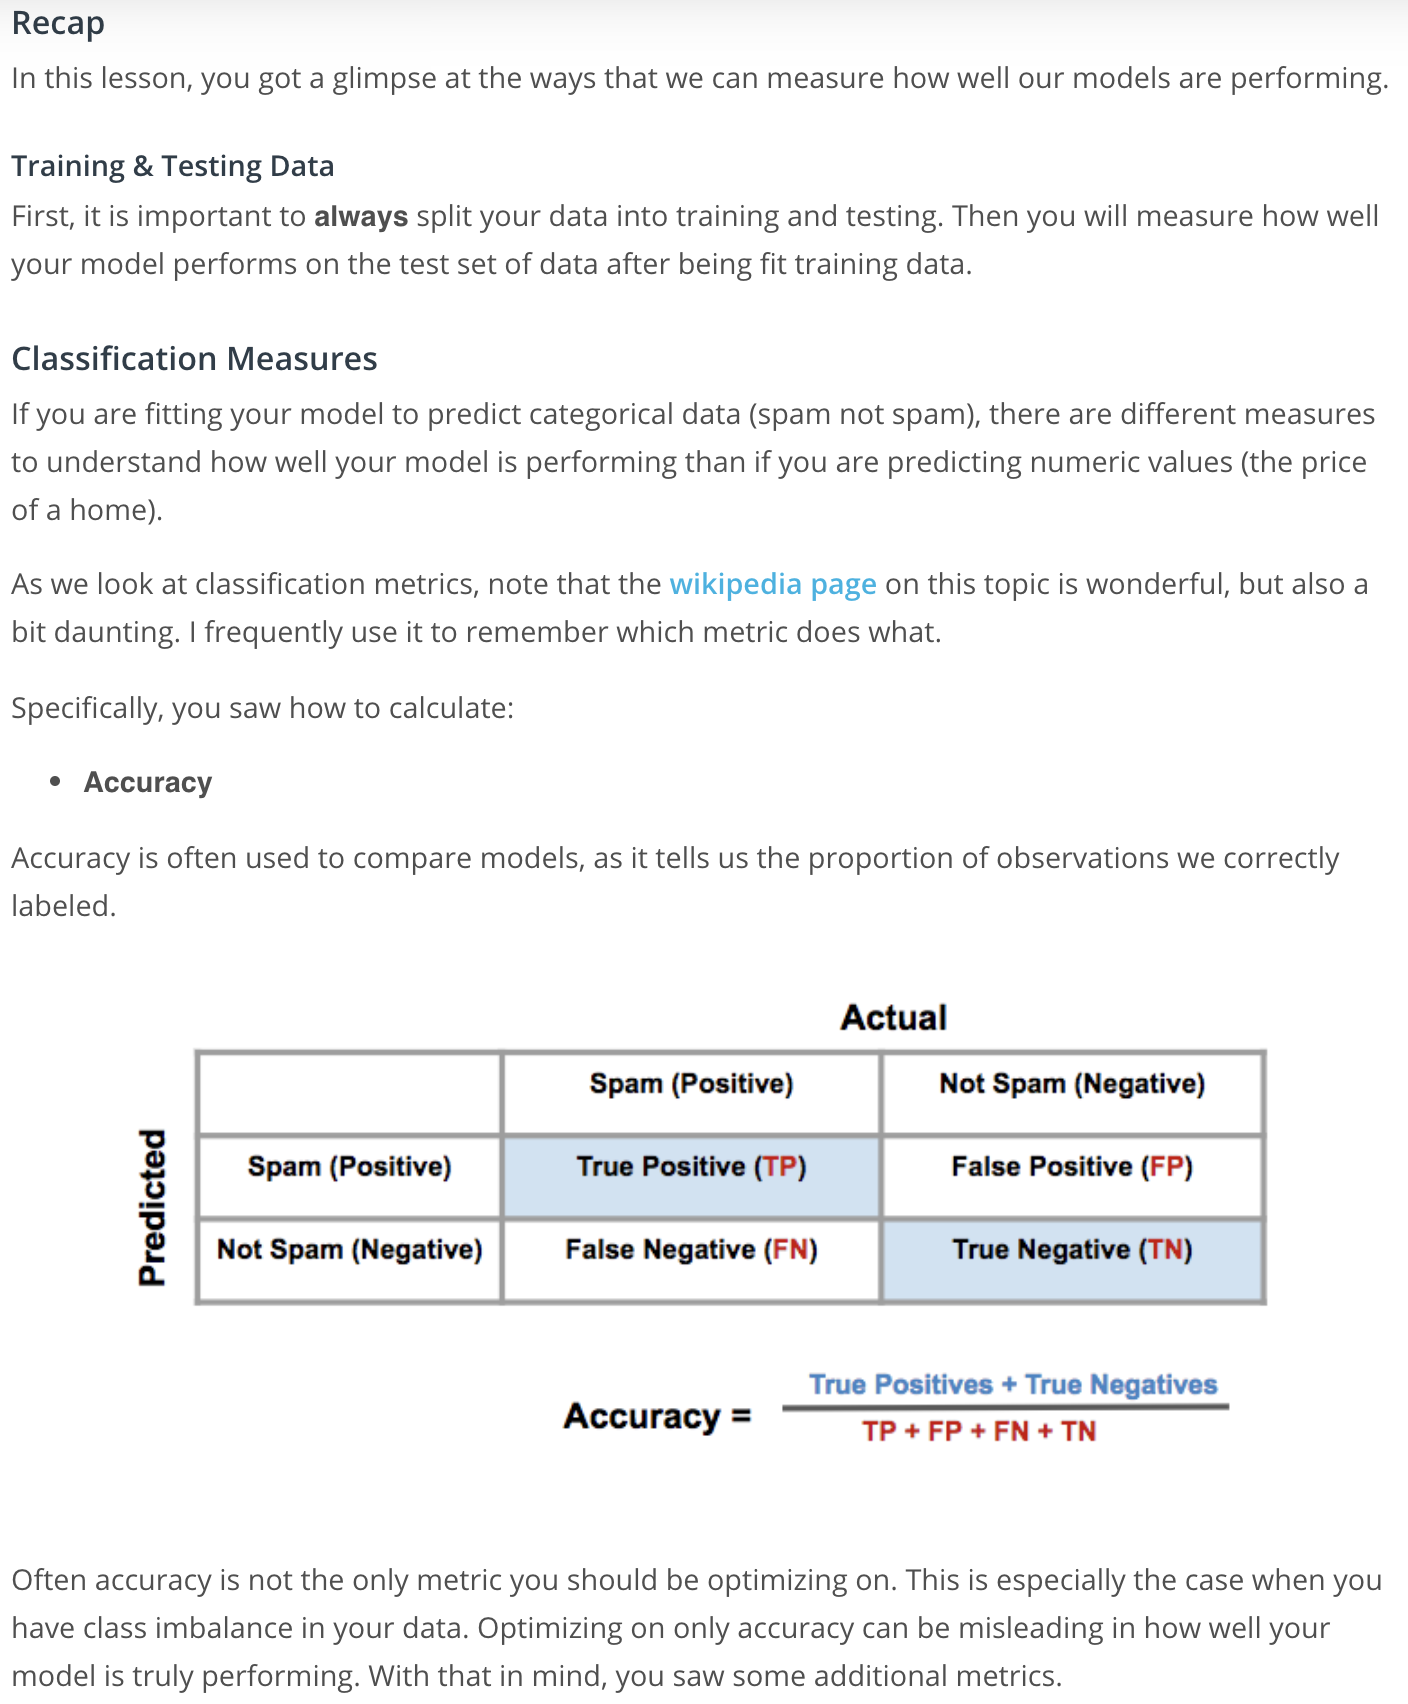 Recap
In this lesson, you got a glimpse at the ways that we can measure how well our models are performing.
Training & Testing Data
First, it is important to always split your data into training and testing. Then you will measure how well
your model performs on the test set of data after being fit training data.
Classification Measures
If you are fitting your model to predict categorical data (spam not spam), there are different measures
to understand how well your model is performing than if you are predicting numeric values (the price
of a home).
As we look at classification metrics, note that the wikipedia page on this topic is wonderful, but also a
bit daunting. I frequently use it to remember which metric does what.
Specifically, you saw how to calculate:
• Accuracy
Accuracy is often used to compare models, as it tells us the proportion of observations we correctly
labeled.
Actual
Spam (Positive) Not Spam (Negative)
Predicted
Spam (Positive) True Positive (TP) False Positive (FP)
Not Spam (Negative) False Negative (FN) True Negative (TN)
True Positives + True Negatives
Accuracy =
TP + FP + FN + TN
Often accuracy is not the only metric you should be optimizing on. This is especially the case when you
have class imbalance in your data. Optimizing on only accuracy can be misleading in how well your
model is truly performing. With that in mind, you saw some additional metrics.